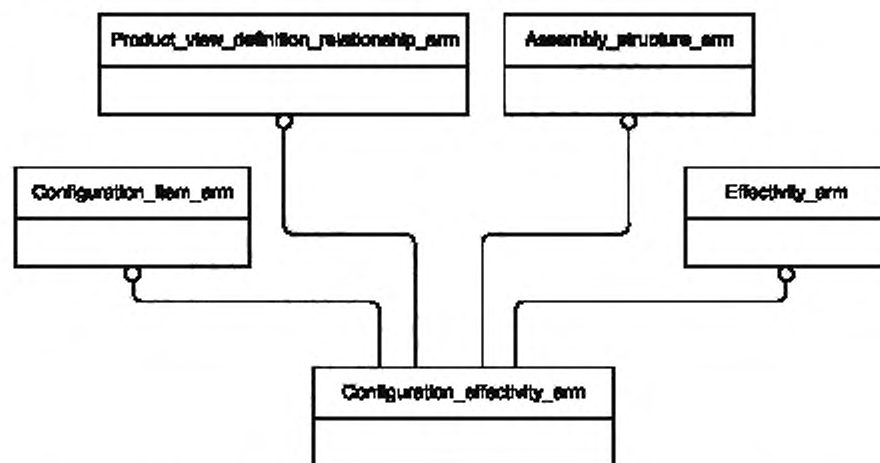 Product_view_definition_relationship_arm
Assembly_structure_arm
Configuration_item_arm
Effectivity_arm
Configuration_effectivity_arm